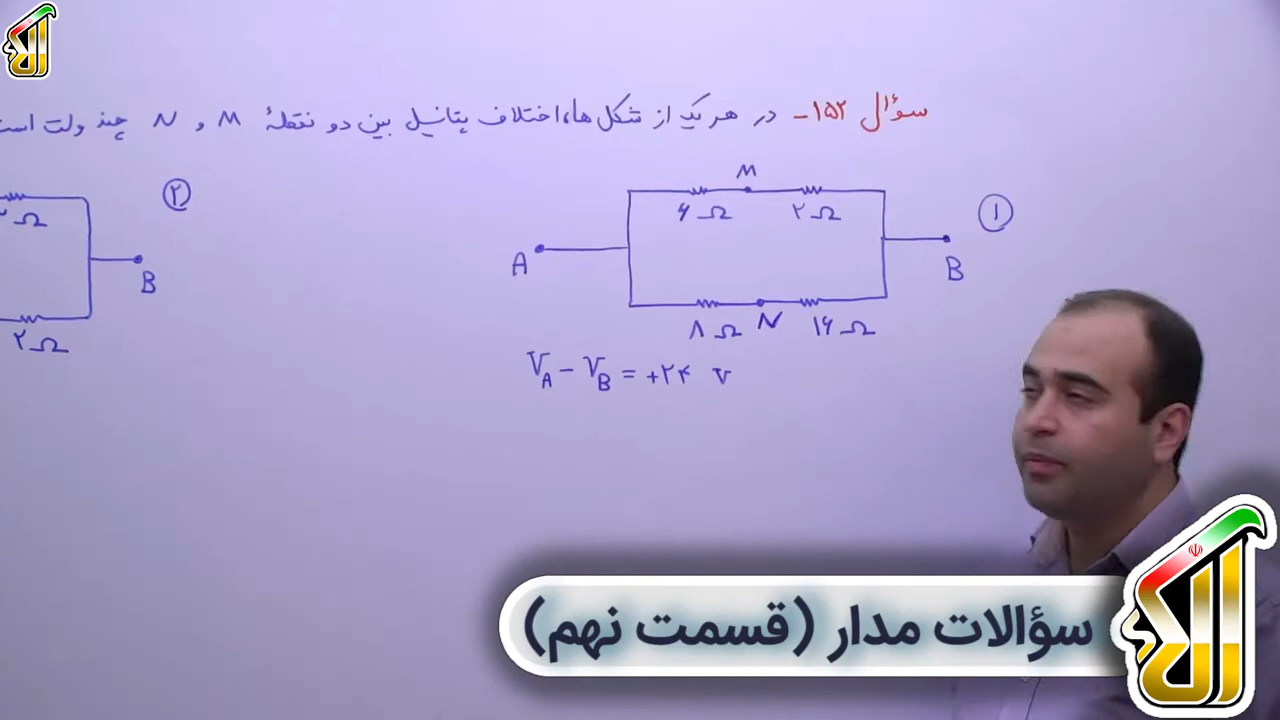 سؤال ۱۵۲- در هر یک از شکل ها، اختلاف پتانسیل بین دو نقطهٔ M و N چند ولت است
①
A
۶ Ω
M
۲ Ω
B
۸ Ω
N
۱۶ Ω
V_A - V_B = +۲۴ v
②
Ω
B
۲ Ω
سؤالات مدار (قسمت نهم)